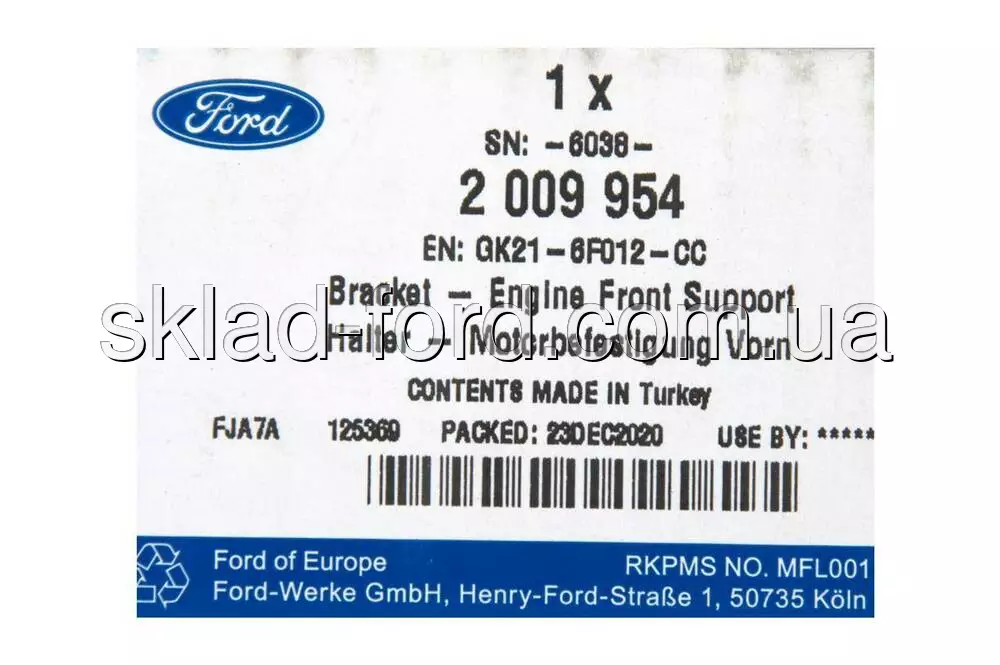 Ford
1 x
SN: -6038-
2 009 954
EN: GK21-6F012-CC
Bracket - Engine Front Support
sklad-ford.com.ua
Halter - Motorbefestigung Vorn
CONTENTS MADE IN Turkey
FJA7A 125369 PACKED: 23DEC2020 USE BY: *****
Ford of Europe RKPMS NO. MFL001
Ford-Werke GmbH, Henry-Ford-Straße 1, 50735 Köln